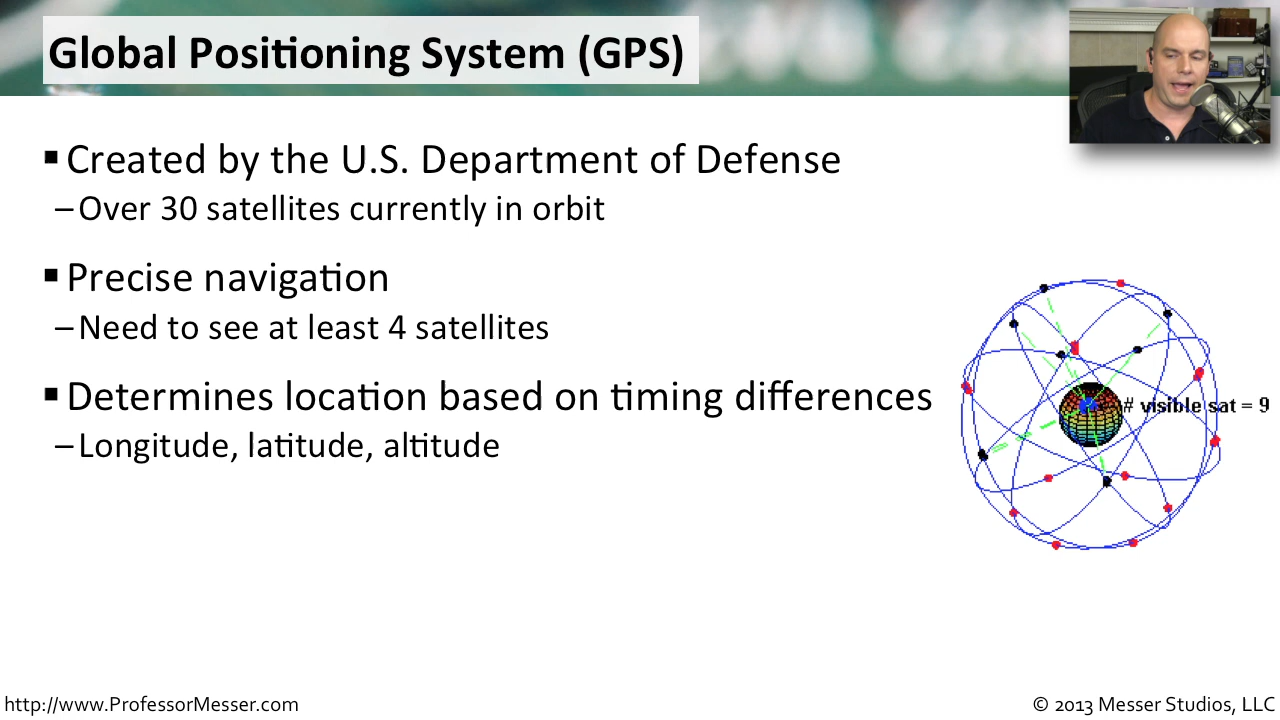 Global Positioning System (GPS)
▪ Created by the U.S. Department of Defense
– Over 30 satellites currently in orbit
▪ Precise navigation
– Need to see at least 4 satellites
▪ Determines location based on timing differences
– Longitude, latitude, altitude
# visible sat = 9
http://www.ProfessorMesser.com
© 2013 Messer Studios, LLC